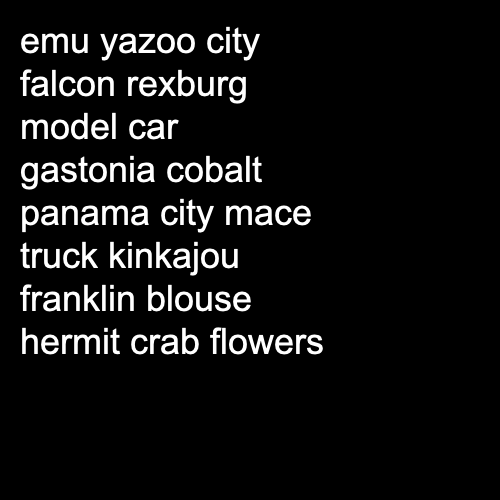 emu yazoo city
falcon rexburg
model car
gastonia cobalt
panama city mace
truck kinkajou
franklin blouse
hermit crab flowers